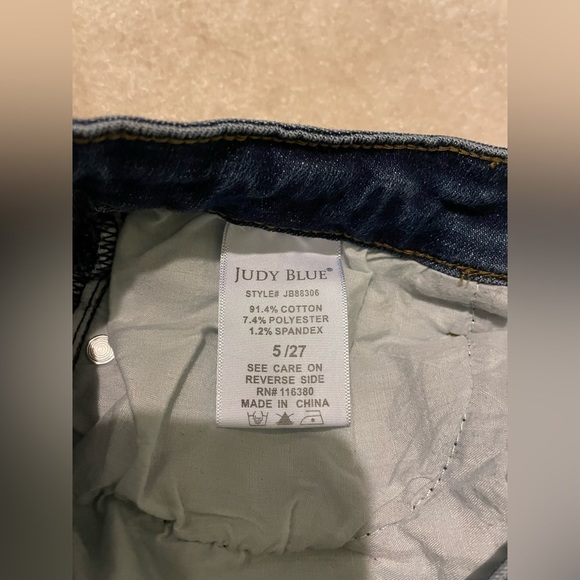 JUDY BLUE®
STYLE# JB88306
91.4% COTTON
7.4% POLYESTER
1.2% SPANDEX
5 /27
SEE CARE ON
REVERSE SIDE
RN# 116380
MADE IN CHINA